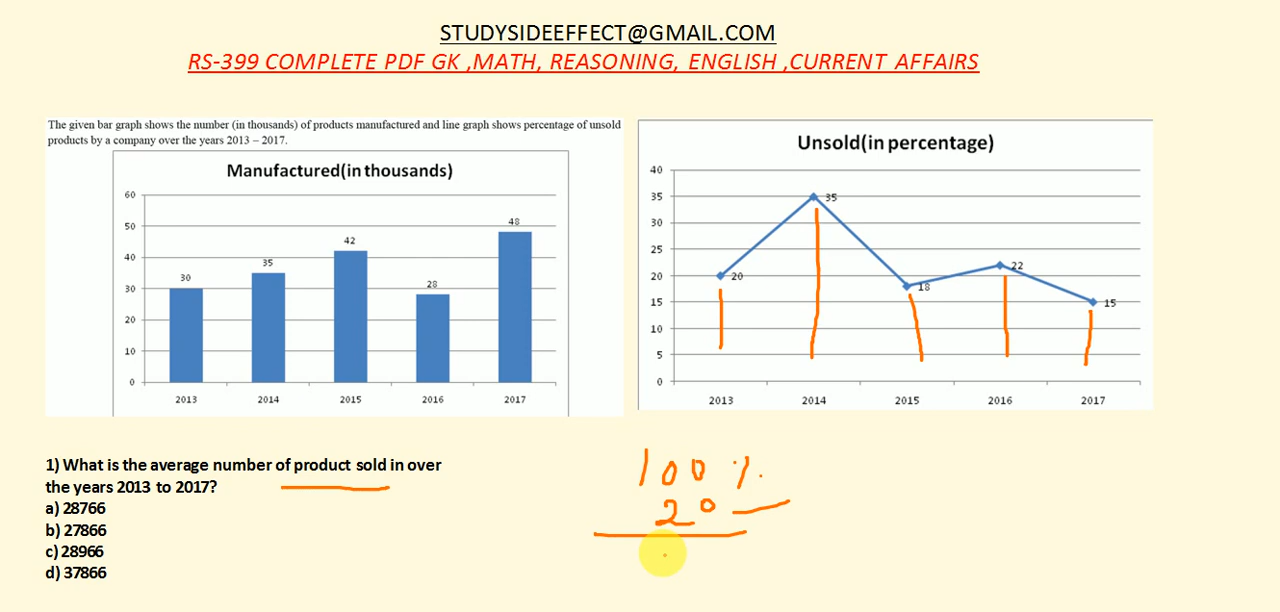 STUDYSIDEEFFECT@GMAIL.COM
RS-399 COMPLETE PDF GK ,MATH, REASONING, ENGLISH ,CURRENT AFFAIRS
The given bar graph shows the number (in thousands) of products manufactured and line graph shows percentage of unsold
products by a company over the years 2013 – 2017.
Manufactured(in thousands)
60
50
40
30
20
10
0
30
35
42
28
48
2013 2014 2015 2016 2017
Unsold(in percentage)
40
35
30
25
20
15
10
5
0
20
35
18
22
15
2013 2014 2015 2016 2017
1) What is the average number of product sold in over
the years 2013 to 2017?
a) 28766
b) 27866
c) 28966
d) 37866
100 %.
20